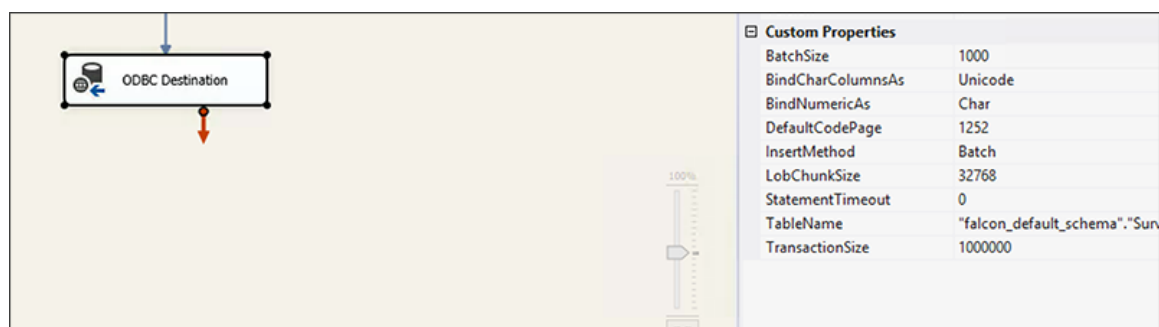 ODBC Destination
100%
Custom Properties
BatchSize 1000
BindCharColumnsAs Unicode
BindNumericAs Char
DefaultCodePage 1252
InsertMethod Batch
LobChunkSize 32768
StatementTimeout 0
TableName "falcon_default_schema"."Surv
TransactionSize 1000000